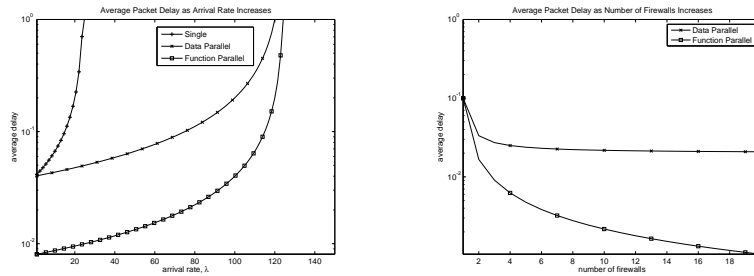 Average Packet Delay as Arrival Rate Increases
10^0
10^-1
10^-2
average delay
Single
Data Parallel
Function Parallel
20 40 60 80 100 120 140
arrival rate, λ
Average Packet Delay as Number of Firewalls Increases
10^0
10^-1
10^-2
average delay
Data Parallel
Function Parallel
2 4 6 8 10 12 14 16 18
number of firewalls